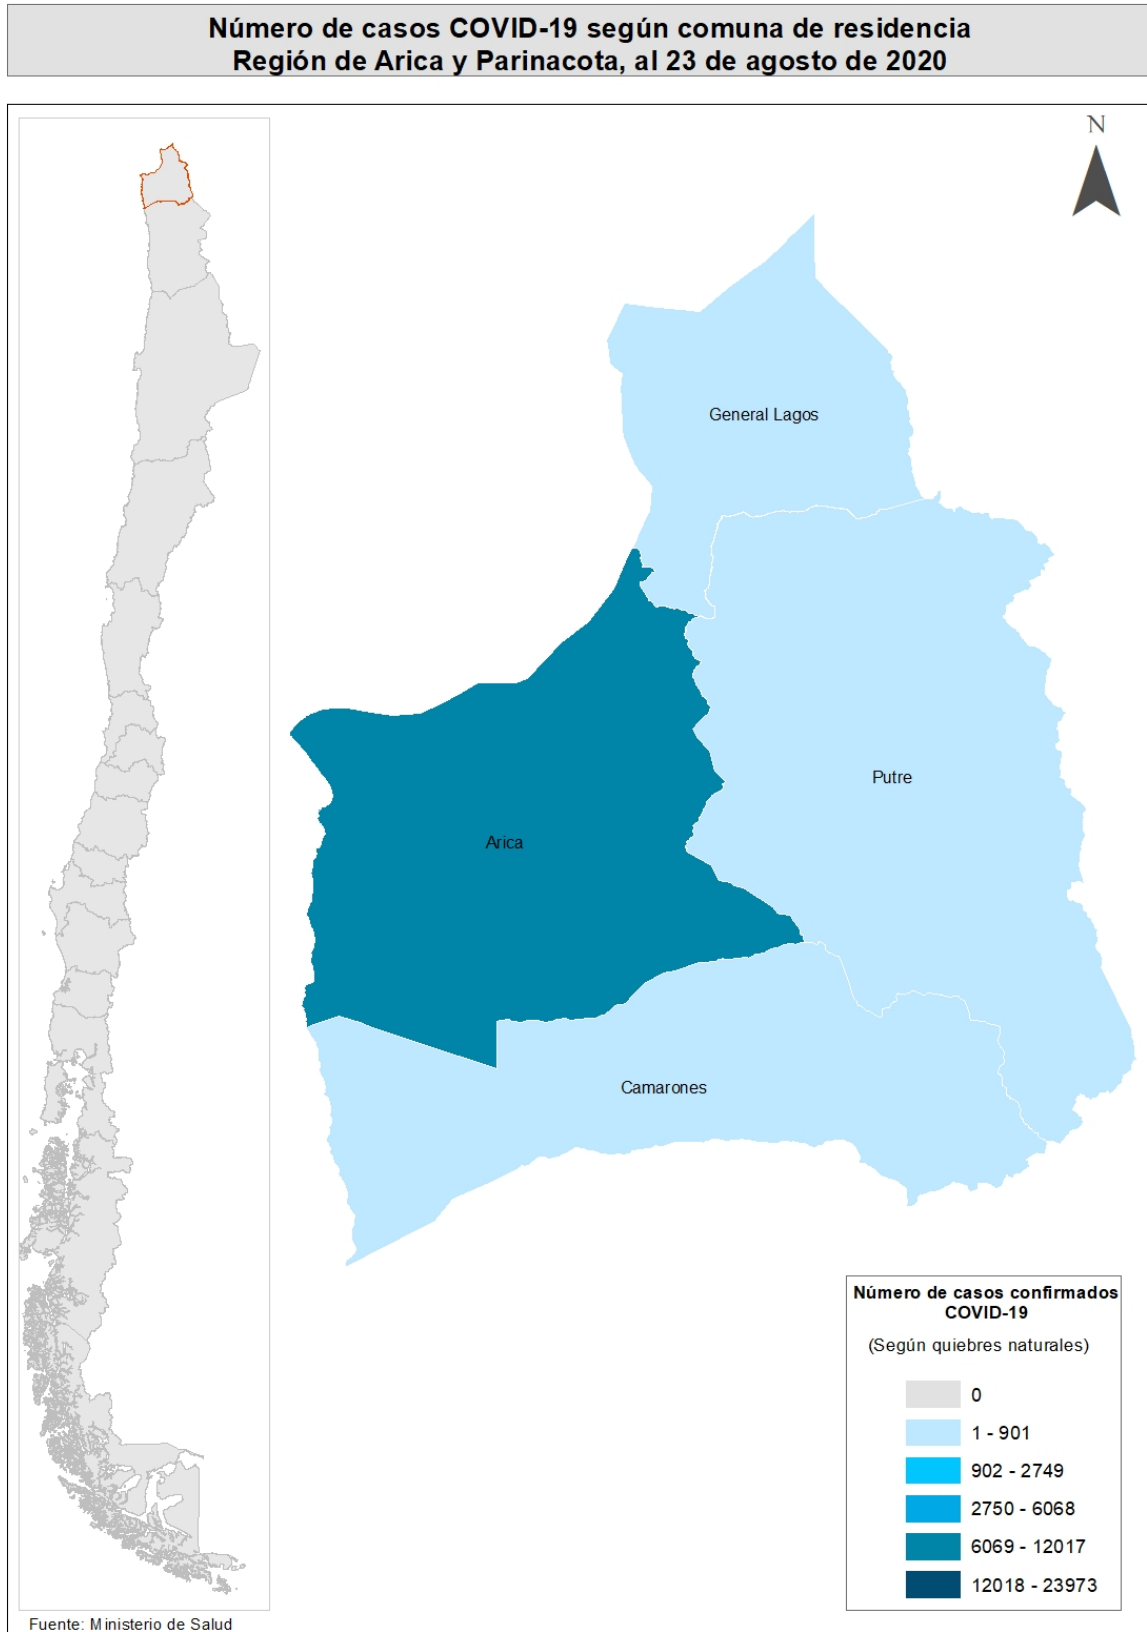 Número de casos COVID-19 según comuna de residencia
Región de Arica y Parinacota, al 23 de agosto de 2020
N
General Lagos
Putre
Arica
Camarones
Número de casos confirmados
COVID-19
(Según quiebres naturales)
0
1 - 901
902 - 2749
2750 - 6068
6069 - 12017
12018 - 23973
Fuente: Ministerio de Salud